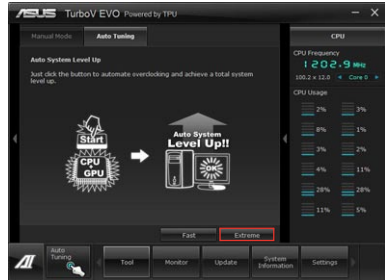 ASUS TurboV EVO Powered by TPU
Manual Mode Auto Tuning
Auto System Level Up
Just click the button to automate overclocking and achieve a total system
level up.
Start
CPU
+
GPU
Auto System
Level Up!!
OK!
Fast Extreme
CPU
CPU Frequency
1202.9 MHz
100.2 x 12.0 Core 0
CPU Usage
2% 3%
8% 1%
3% 2%
4% 11%
28% 28%
11% 5%
Auto
Tuning
Tool
Monitor
Update
System
Information
Settings